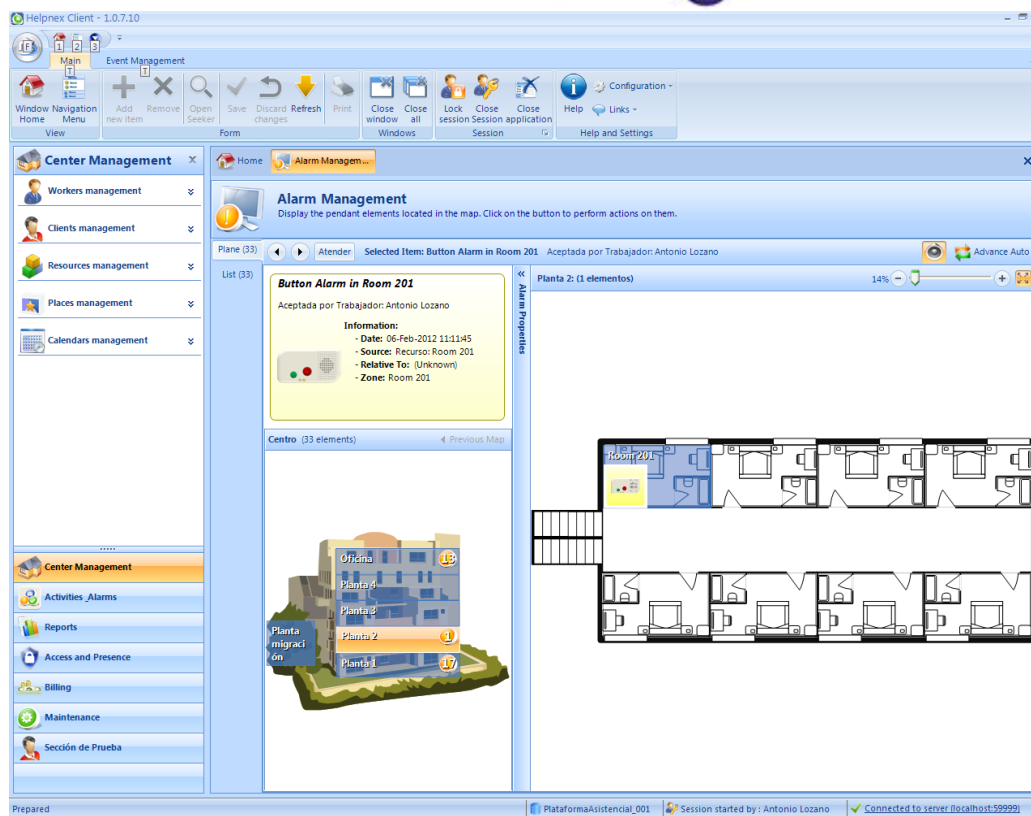 Helpnex Client - 1.0.7.10
1 2 3
Main Event Management
T T
Window Home
Navigation Menu
Add new item
Remove
Open Seeker
Save
Discard changes
Refresh
Print
Close window
Close all
Lock session
Close Session
Close application
Help
Configuration
Links
View Form Windows Session Help and Settings
Center Management x
Home Alarm Managem...
Workers management
Clients management
Resources management
Places management
Calendars management
Alarm Management
Display the pendant elements located in the map. Click on the button to perform actions on them.
Plane (33)
List (33)
Atender Selected Item: Button Alarm in Room 201 Aceptada por Trabajador: Antonio Lozano Advance Auto
Button Alarm in Room 201
Aceptada por Trabajador: Antonio Lozano
Information:
- Date: 06-Feb-2012 11:11:45
- Source: Recurso: Room 201
- Relative To: (Unknown)
- Zone: Room 201
Alarm Properties
Planta 2: (1 elementos) 14%
Centro (33 elements) Previous Map
Room 201
Oficina 13
Planta 4
Planta 3
Planta 2 1
Planta 1 17
Planta
migraci
ón
Center Management
Activities_Alarms
Reports
Access and Presence
Billing
Maintenance
Sección de Prueba
Prepared PlataformaAsistencial_001 Session started by : Antonio Lozano Connected to server (localhost:59999)